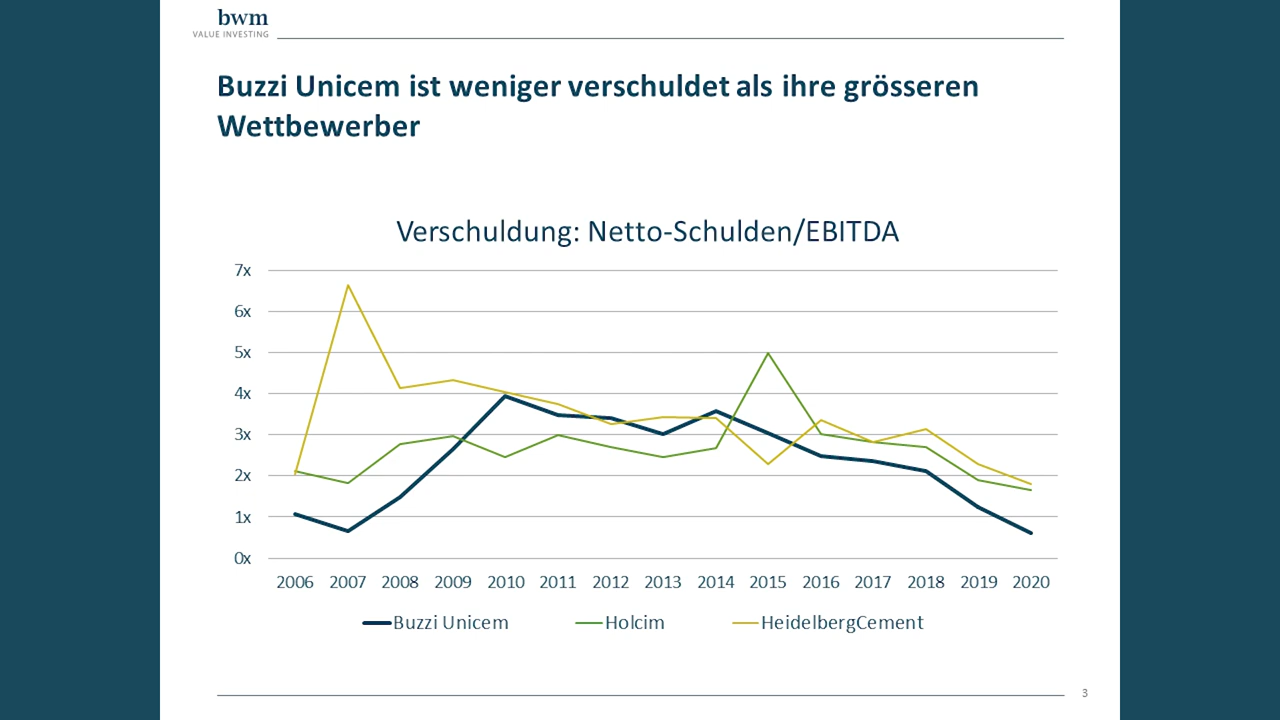 bwm
VALUE INVESTING
Buzzi Unicem ist weniger verschuldet als ihre grösseren
Wettbewerber
Verschuldung: Netto-Schulden/EBITDA
7x
6x
5x
4x
3x
2x
1x
0x
2006 2007 2008 2009 2010 2011 2012 2013 2014 2015 2016 2017 2018 2019 2020
Buzzi Unicem Holcim HeidelbergCement
3